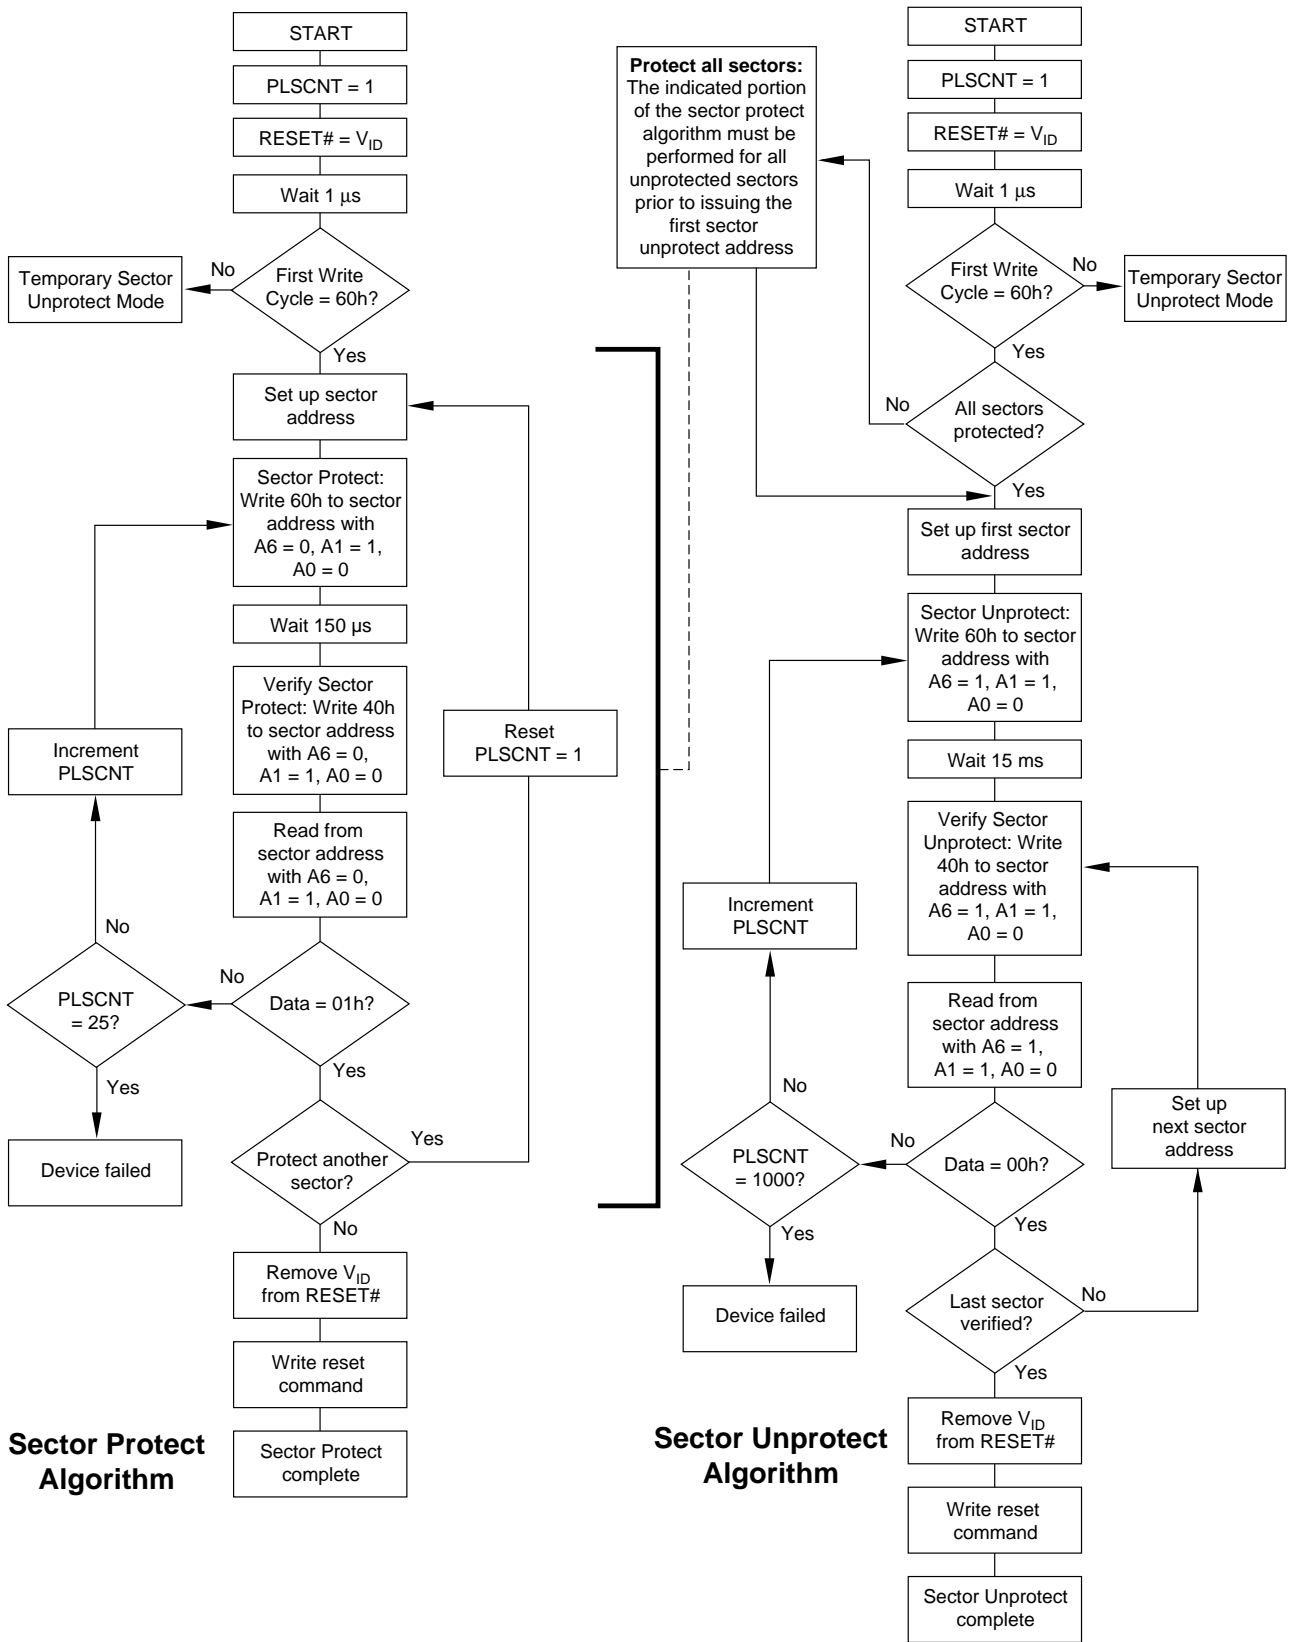 START
PLSCNT = 1
RESET# = VID
Wait 1 μs
First Write
Cycle = 60h?
No
Temporary Sector
Unprotect Mode
Yes
Set up sector
address
Sector Protect:
Write 60h to sector
address with
A6 = 0, A1 = 1,
A0 = 0
Wait 150 µs
Verify Sector
Protect: Write 40h
to sector address
with A6 = 0,
A1 = 1, A0 = 0
Read from
sector address
with A6 = 0,
A1 = 1, A0 = 0
Increment
PLSCNT
No
PLSCNT
= 25?
Yes
Device failed
No
Data = 01h?
Yes
Protect another
sector?
Yes
Reset
PLSCNT = 1
No
Remove VID
from RESET#
Write reset
command
Sector Protect
complete
Sector Protect
Algorithm
Protect all sectors:
The indicated portion
of the sector protect
algorithm must be
performed for all
unprotected sectors
prior to issuing the
first sector
unprotect address
START
PLSCNT = 1
RESET# = VID
Wait 1 μs
First Write
Cycle = 60h?
No
Temporary Sector
Unprotect Mode
Yes
No
All sectors
protected?
Yes
Set up first sector
address
Sector Unprotect:
Write 60h to sector
address with
A6 = 1, A1 = 1,
A0 = 0
Wait 15 ms
Verify Sector
Unprotect: Write
40h to sector
address with
A6 = 1, A1 = 1,
A0 = 0
Read from
sector address
with A6 = 1,
A1 = 1, A0 = 0
Increment
PLSCNT
No
PLSCNT
= 1000?
Yes
Device failed
No
Data = 00h?
Yes
Set up
next sector
address
Last sector
verified?
No
Yes
Remove VID
from RESET#
Write reset
command
Sector Unprotect
complete
Sector Unprotect
Algorithm